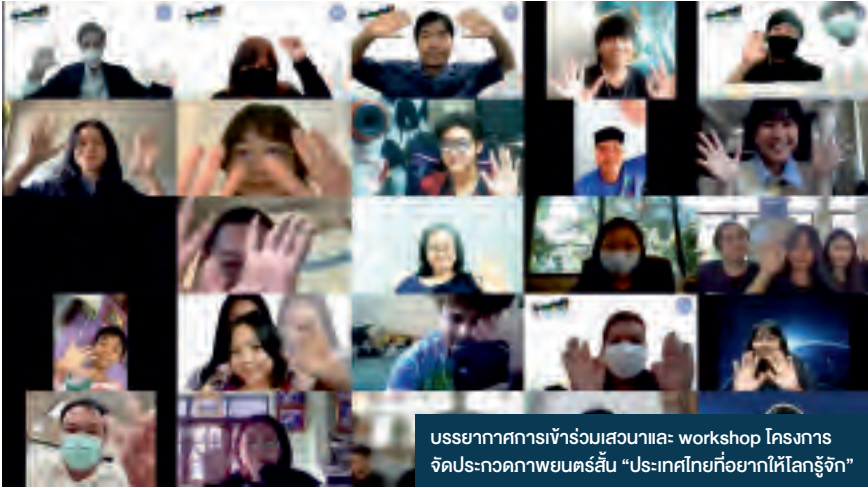 บรรยากาศการเข้าร่วมเสวนาและ workshop โครงการ
จัดประกวดภาพยนตร์สั้น “ประเทศไทยที่อยากให้โลกรู้จัก”